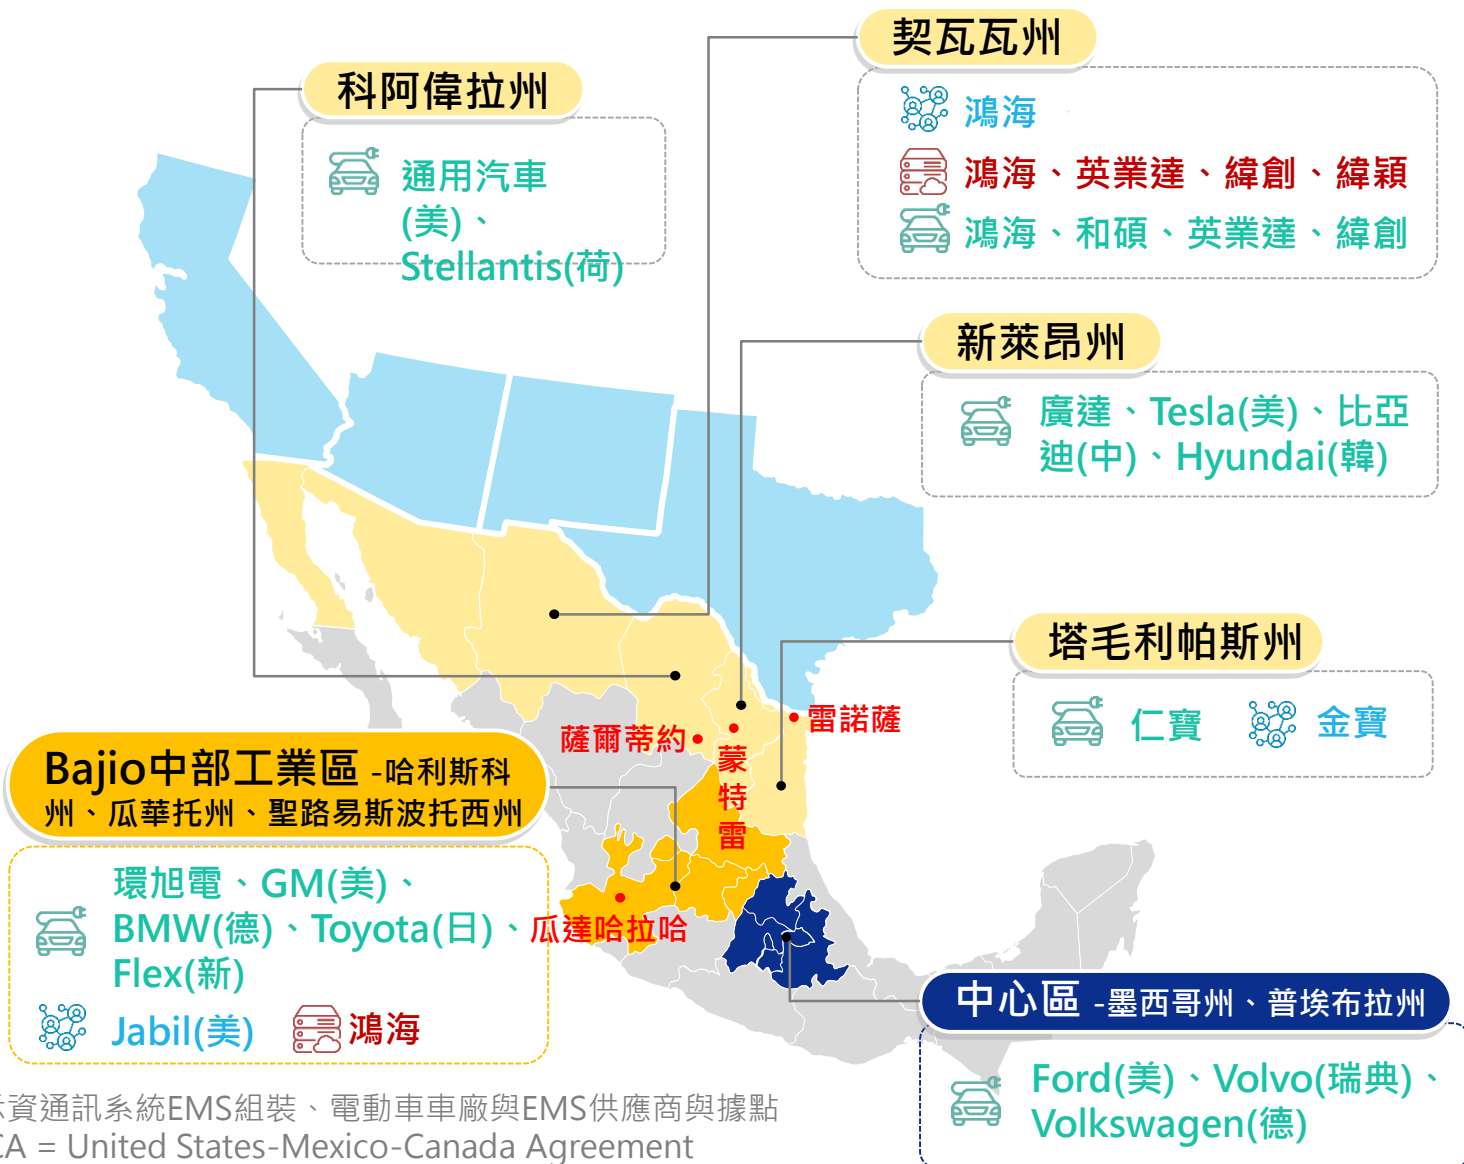 契瓦瓦州
鴻海
鴻海、英業達、緯創、緯穎
鴻海、和碩、英業達、緯創
科阿偉拉州
通用汽車
(美)、
Stellantis(荷)
新萊昂州
廣達、Tesla(美)、比亞
迪(中)、Hyundai(韓)
塔毛利帕斯州
仁寶
金寶
雷諾薩
薩爾蒂約
蒙
特
雷
Bajio中部工業區 -哈利斯科
州、瓜華托州、聖路易斯波托西州
環旭電、GM(美)、
BMW(德)、Toyota(日)、
Flex(新)
Jabil(美)
鴻海
瓜達哈拉哈
中心區 -墨西哥州、普埃布拉州
Ford(美)、Volvo(瑞典)、
Volkswagen(德)
資通訊系統EMS組裝、電動車車廠與EMS供應商與據點
CA = United States-Mexico-Canada Agreement